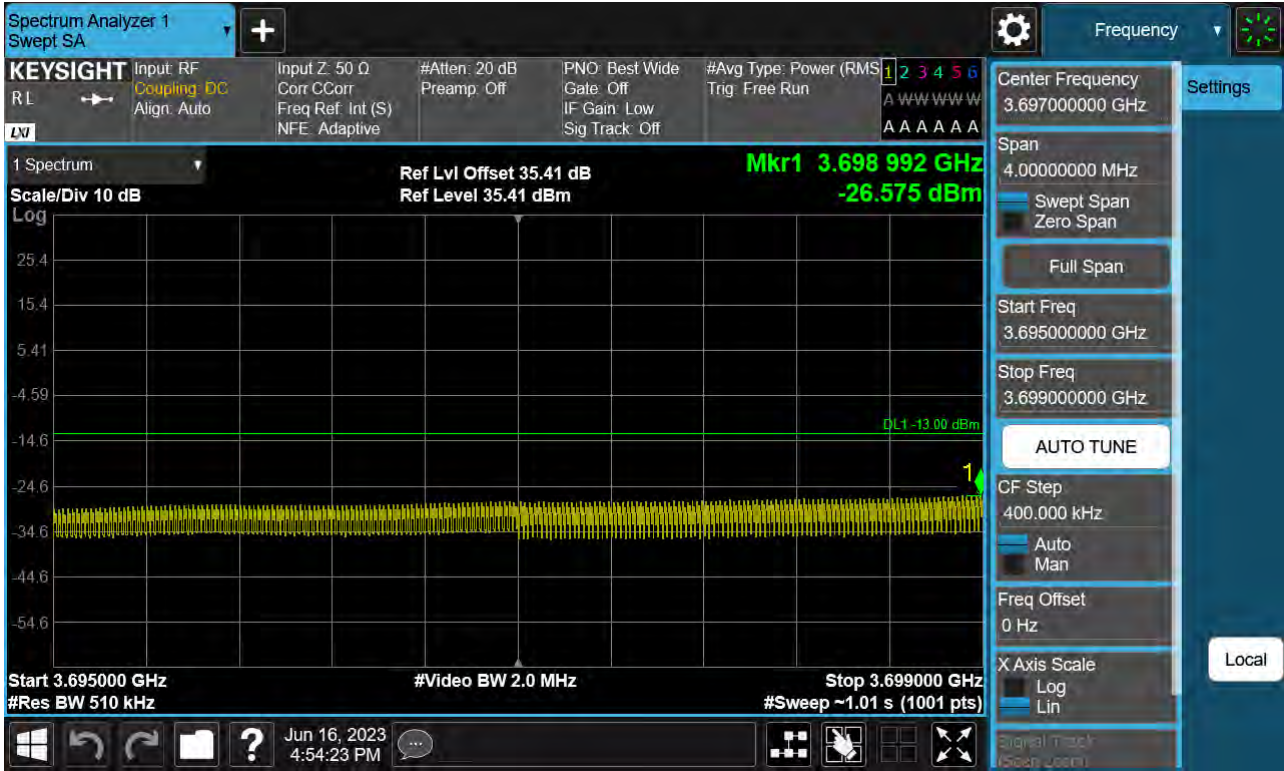 Spectrum Analyzer 1
Swept SA
+
Frequency
KEYSIGHT
RL
LXI
Input: RF
Coupling: DC
Align: Auto
Input Z: 50 Ω
Corr CCorr
Freq Ref: Int (S)
NFE: Adaptive
#Atten: 20 dB
Preamp: Off
PNO: Best Wide
Gate: Off
IF Gain: Low
Sig Track: Off
#Avg Type: Power (RMS
Trig: Free Run
1 2 3 4 5 6
A W W W W W
A A A A A A
1 Spectrum
Scale/Div 10 dB
Log
Ref Lvl Offset 35.41 dB
Ref Level 35.41 dBm
Mkr1 3.698 992 GHz
-26.575 dBm
25.4
15.4
5.41
-4.59
DL1 -13.00 dBm
-14.6
1
-24.6
-34.6
-44.6
-54.6
Start 3.695000 GHz
#Res BW 510 kHz
#Video BW 2.0 MHz
Stop 3.699000 GHz
#Sweep ~1.01 s (1001 pts)
?
Jun 16, 2023
4:54:23 PM
Center Frequency
3.697000000 GHz
Span
4.00000000 MHz
Swept Span
Zero Span
Full Span
Start Freq
3.695000000 GHz
Stop Freq
3.699000000 GHz
AUTO TUNE
CF Step
400.000 kHz
Auto
Man
Freq Offset
0 Hz
X Axis Scale
Log
Lin
Signal Track
(Span Zoom)
Settings
Local